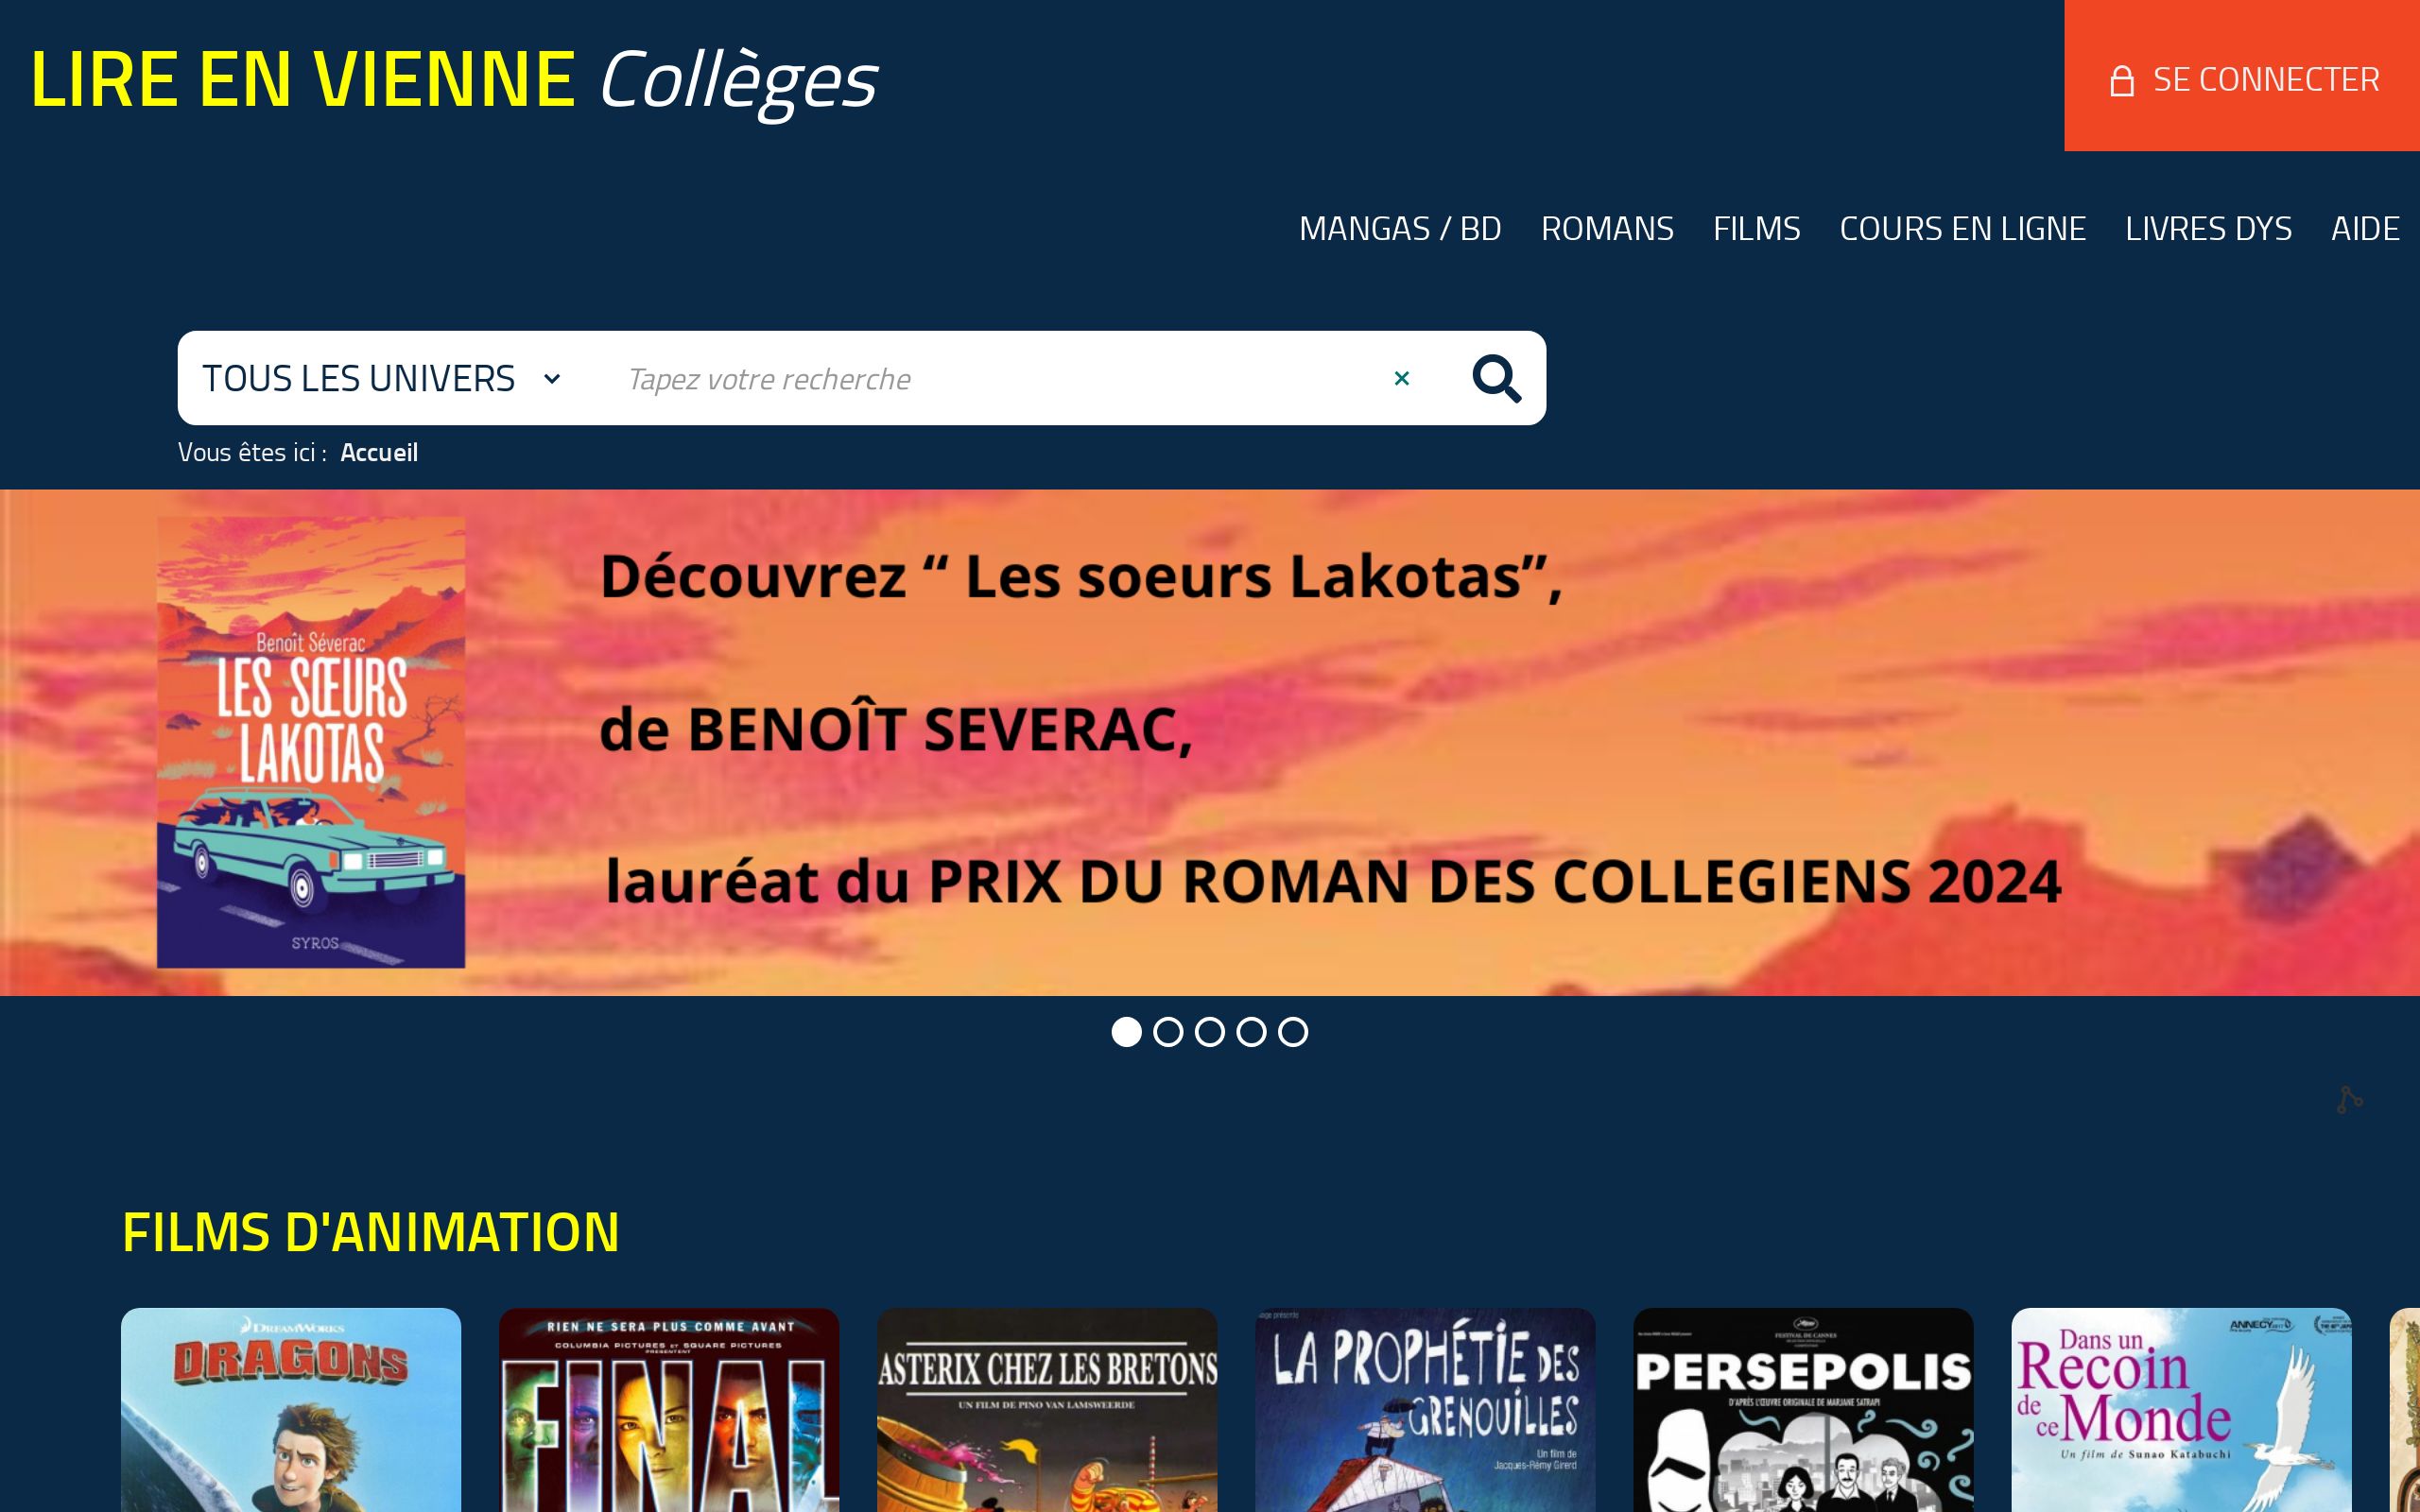 LIRE EN VIENNE Collèges
SE CONNECTER
MANGAS / BD ROMANS FILMS COURS EN LIGNE LIVRES DYS AIDE
TOUS LES UNIVERS Tapez votre recherche ×
Vous êtes ici : Accueil
Benoît Séverac
LES SŒURS
LAKOTAS
SYROS
Découvrez “ Les soeurs Lakotas”,
de BENOÎT SEVERAC,
lauréat du PRIX DU ROMAN DES COLLEGIENS 2024
FILMS D'ANIMATION
DREAMWORKS
DRAGONS
RIEN NE SERA PLUS COMME AVANT
COLUMBIA PICTURES ET SQUARE PICTURES
PRESENTENT
FINAL
ASTERIX CHEZ LES BRETONS
UN FILM DE PINO VAN LAMSWEERDE
LA PROPHÉTIE DES
GRENOUILLES
Un film de
Jacques-Rémy Girerd
FESTIVAL DE CANNES
PERSEPOLIS
D'APRÈS L'ŒUVRE ORIGINALE DE MARJANE SATRAPI
ANNECY
Dans un
Recoin
de
ce Monde
Un film de Sunao Katabuchi